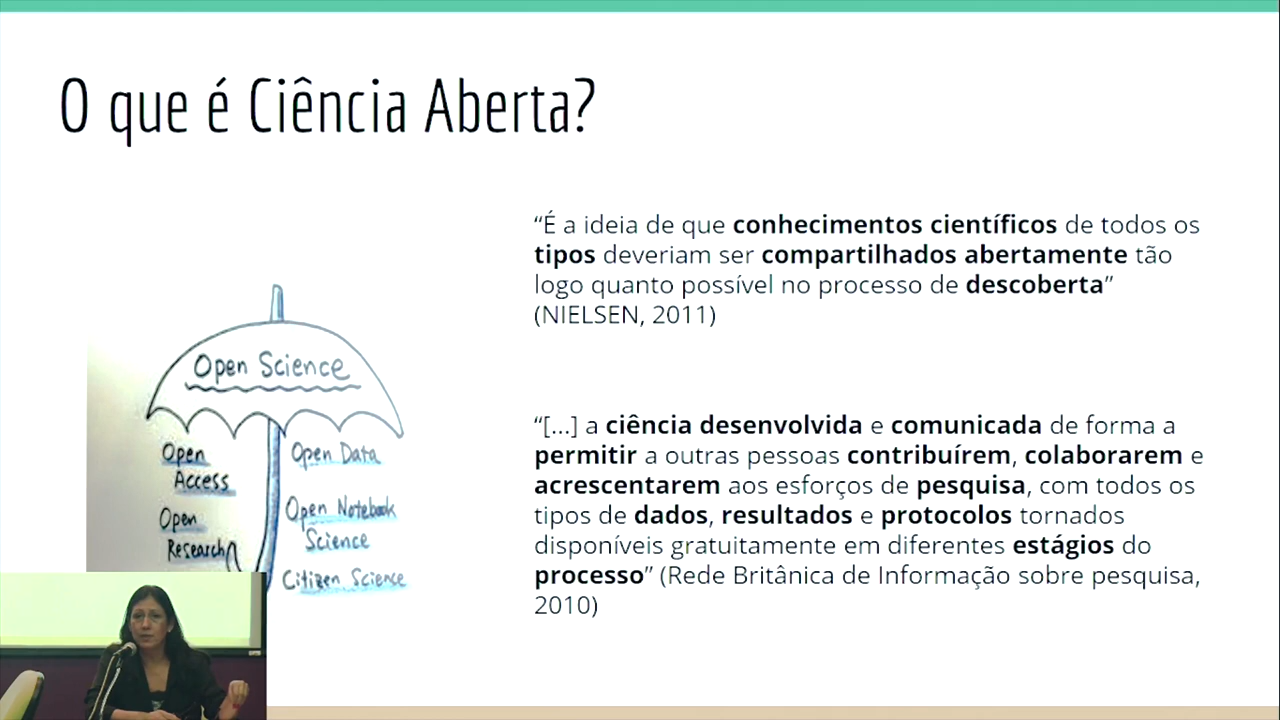 O que é Ciência Aberta?
“É a ideia de que conhecimentos científicos de todos os
tipos deveriam ser compartilhados abertamente tão
logo quanto possível no processo de descoberta”
(NIELSEN, 2011)
Open Science
Open
Access
Open
Research
Open Data
Open Notebook
Science
Citizen Science
“[...] a ciência desenvolvida e comunicada de forma a
permitir a outras pessoas contribuírem, colaborarem e
acrescentarem aos esforços de pesquisa, com todos os
tipos de dados, resultados e protocolos tornados
disponíveis gratuitamente em diferentes estágios do
processo” (Rede Britânica de Informação sobre pesquisa,
2010)